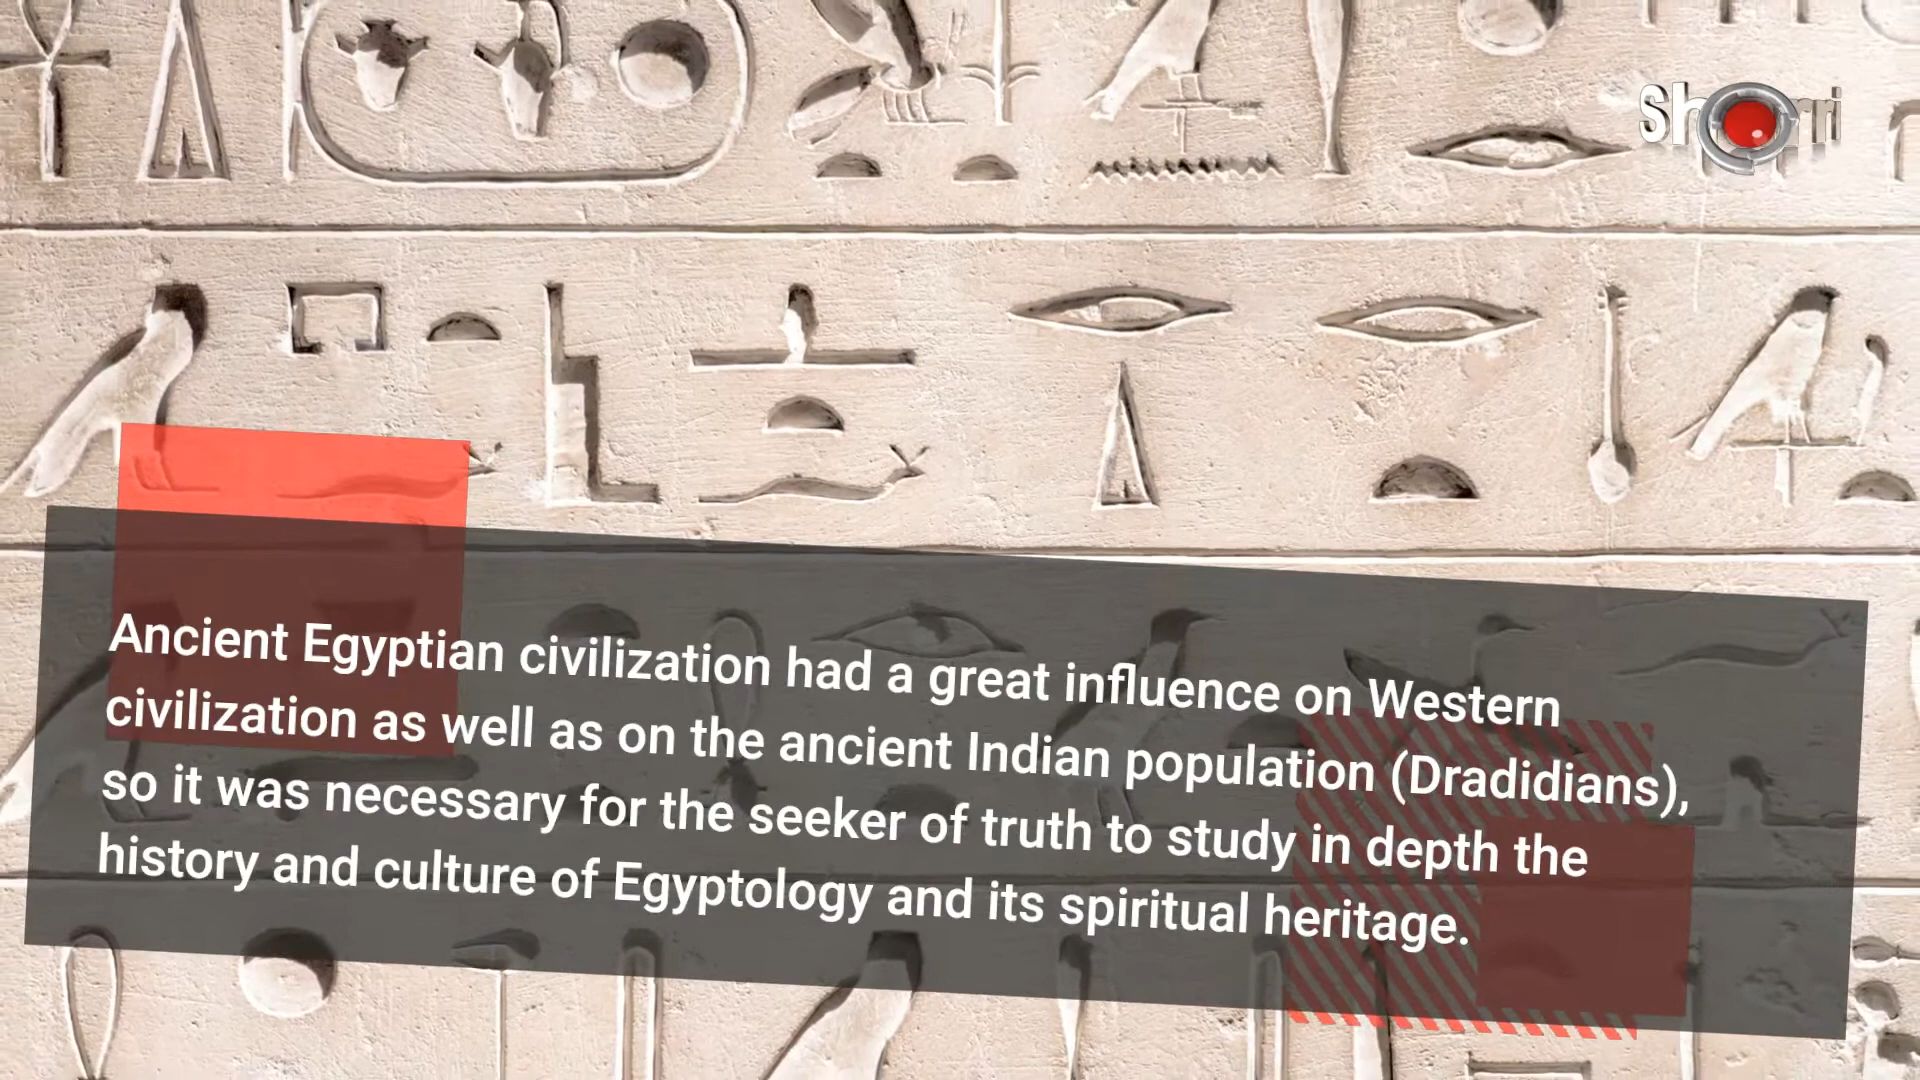 Ancient Egyptian civilization had a great influence on Western
civilization as well as on the ancient Indian population (Dradidians),
so it was necessary for the seeker of truth to study in depth the
history and culture of Egyptology and its spiritual heritage.